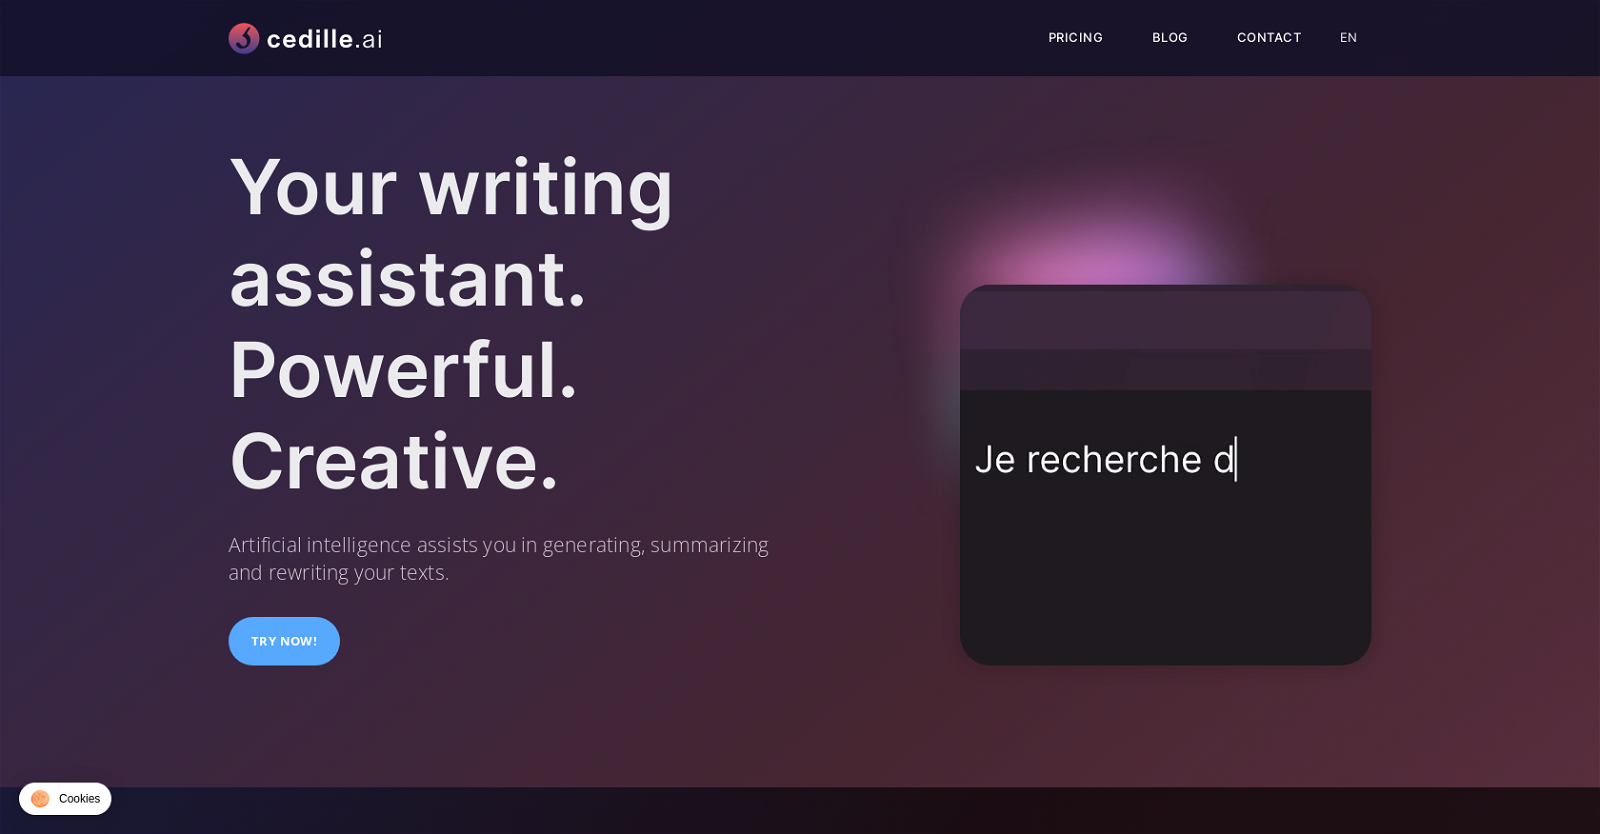 cedille.ai
PRICING
BLOG
CONTACT
EN
Your writing
assistant.
Powerful.
Creative.
Artificial intelligence assists you in generating, summarizing
and rewriting your texts.
TRY NOW!
Je recherche d
Cookies